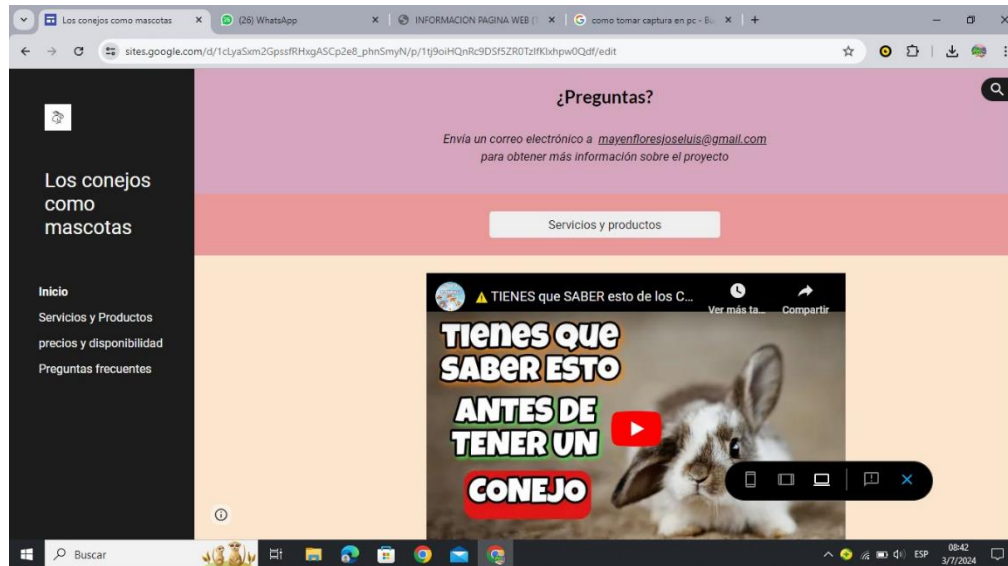 Los conejos como mascotas
(26) WhatsApp
INFORMACION PAGINA WEB (
como tomar captura en pc - Bu
sites.google.com/d/1cLyaSxm2GpssfRHxgASCp2e8_phnSmyN/p/1tj9oiHQnRc9DSf5ZR0TzIfKlxhpw0Qdf/edit
¿Preguntas?
Envía un correo electrónico a mayenfloresjoseluis@gmail.com
para obtener más información sobre el proyecto
Los conejos
como
mascotas
Servicios y productos
Inicio
Servicios y Productos
precios y disponibilidad
Preguntas frecuentes
TIENES que SABER esto de los C...
Ver más ta...
Compartir
TIENES QUE
SABER ESTO
ANTES DE
TENER UN
CONEJO
Buscar
ESP
08:42
3/7/2024